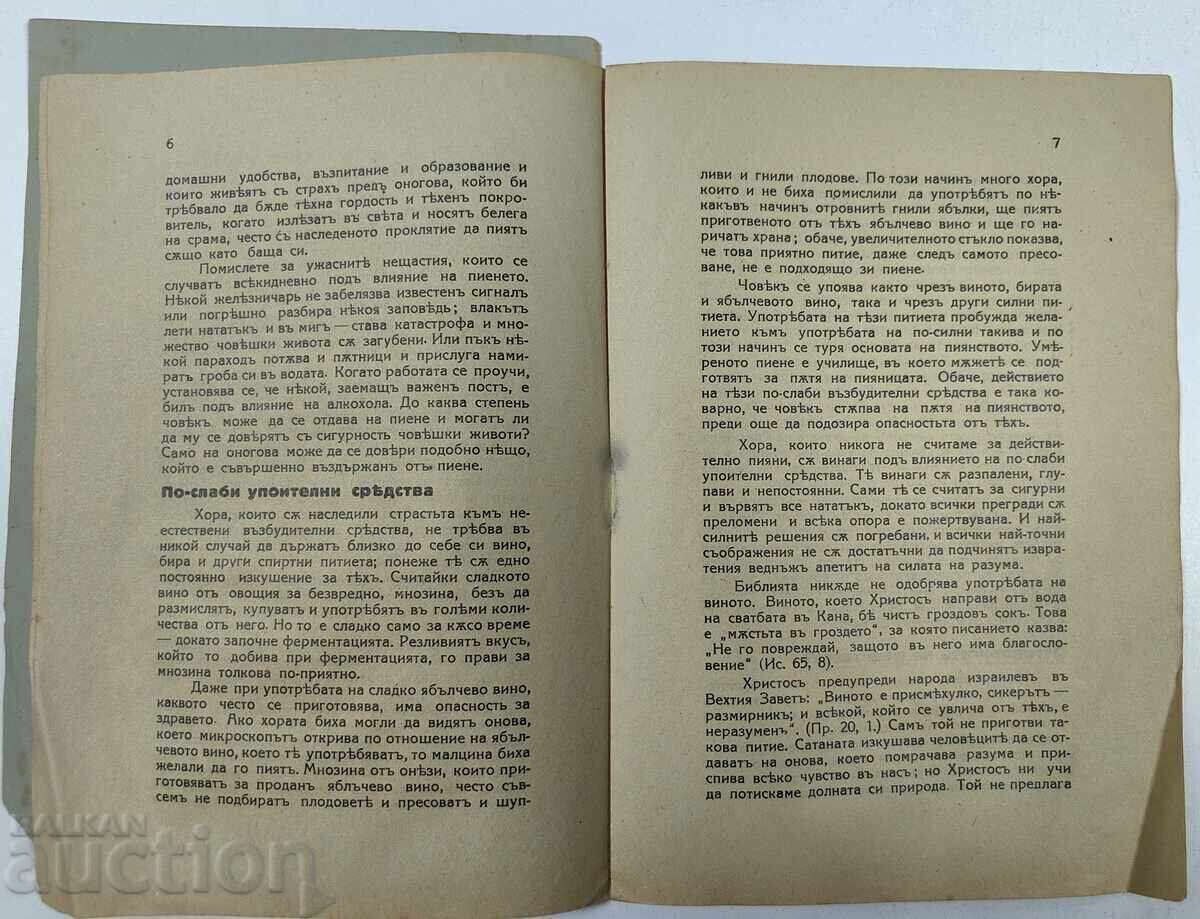 6
домашни удобства, възпитание и образование и
които живѣятъ съ страхъ предъ оногова, който би
трѣбвало да бѫде тѣхна гордость и тѣхенъ покро-
витель, когато излѣзатъ въ свѣта и носятъ белега
на срама, често съ наследеното проклятие да пиятъ
сѫщо като баща си.
Помислете за ужаснитѣ нещастия, които се
случватъ всѣкидневно подъ влияние на пиенето.
Нѣкой желѣзничарь не забелязва известенъ сигналъ
или погрѣшно разбира нѣкоя заповѣдь; влакътъ
лети нататъкъ и въ мигъ — става катастрофа и мно-
жество човѣшки живота сѫ загубени. Или пъкъ нѣ-
кой параходъ потѫва и пѫтници и прислуга нами-
ратъ гроба си въ водата. Когато работата се проучи,
установява се, че нѣкой, заемащъ важенъ постъ, е
билъ подъ влияние на алкохола. До каква степень
човѣкъ може да се отдава на пиене и могатъ ли
да му се довѣрятъ съ сигурность човѣшки животи?
Само на оногова може да се довѣри подобно нѣщо,
който е съвършенно въздържанъ отъ пиене.
По-слаби упоителни срѣдства
Хора, които сѫ наследили страстьта къмъ не-
естествени възбудителни срѣдства, не трѣбва въ
никой случай да държатъ близко до себе си вино,
бира и други спиртни питиета; понеже тѣ сѫ едно
постоянно изкушение за тѣхъ. Считайки сладкото
вино отъ овощия за безвредно, мнозина, безъ да
размислятъ, купуватъ и употрѣбятъ въ голѣми коли-
чества отъ него. Но то е сладко само за кѫсо време
— докато започне ферментацията. Резливиятъ вкусъ,
който то добива при ферментацията, го прави за
мнозина толкова по-приятно.
Даже при употрѣбата на сладко ябълчево вино,
каквото често се приготовява, има опасность за
здравето. Ако хората биха могли да видятъ онова,
което микроскопътъ открива по отношение на ябъл-
чевото вино, което тѣ употрѣбяватъ, то малцина биха
желали да го пиятъ. Мнозина отъ онѣзи, които при-
готовяватъ за проданъ яблъчево вино, често съв-
семъ не подбиратъ плодоветѣ и пресоватъ и шуп-
7
ливи и гнили плодове. По този начинъ много хора,
които и не биха помислили да употрѣбятъ по нѣ-
какъвъ начинъ отровнитѣ гнили ябълки, ще пиятъ
приготвеното отъ тѣхъ ябълчево вино и ще го на-
ричатъ храна; обаче, увеличителното стъкло показва,
че това приятно питие, даже следъ самото пресо-
ване, не е подходящо зи пиене.
Човѣкъ се упоява както чрезъ виното, бирата
и ябълчевото вино, така и чрезъ други силни пи-
тиета. Употрѣбата на тѣзи питиета пробужда жела-
нието къмъ употрѣбата на по-силни такива и по
този начинъ се туря основата на пиянството. Умѣ-
реното пиене е училище, въ което мѫжетѣ се под-
готвятъ за пѫтя на пияницата. Обаче, действието
на тѣзи по-слаби възбудителни срѣдства е така ко-
варно, че човѣкъ стѫпва на пѫтя на пиянството,
преди още да подозира опасностьта отъ тѣхъ.
Хора, които никога не считаме за действи-
телно пияни, сѫ винаги подъ влиянието на по-слаби
упоителни срѣдства. Тѣ винаги сѫ разпалени, глу-
пави и непостоянни. Сами тѣ се считатъ за сигурни
и вървятъ все нататъкъ, докато всички прегради сѫ
преломени и всѣка опора е пожертвувана. И най-
силнитѣ решения сѫ погребани, и всички най-точни
съображения не сѫ достатъчни да подчинятъ извра-
тения веднъжъ апетитъ на силата на разума.
Библията никѫде не одобрява употрѣбата на
виното. Виното, което Христосъ направи отъ вода
на сватбата въ Кана, бѣ чистъ гроздовъ сокъ. Това
е „мѫстьта въ гроздето“, за която писанието казва:
„Не го повреждай, защото въ него има благосло-
вение“ (Ис. 65, 8).
Христосъ предупреди народа израилевъ въ
Вехтия Заветъ: „Виното е присмѣхулко, сикерътъ —
размирникъ; и всѣкой, който се увлича отъ тѣхъ, е
неразуменъ“. (Пр. 20, 1.) Самъ той не приготви та-
кова питие. Сатаната изкушава човѣцитѣ да се от-
даватъ на онова, което помрачава разума и при-
спива всѣко чувство въ насъ; но Христосъ ни учи
да потискаме долната си природа. Той не предлага
BALKAN
auction